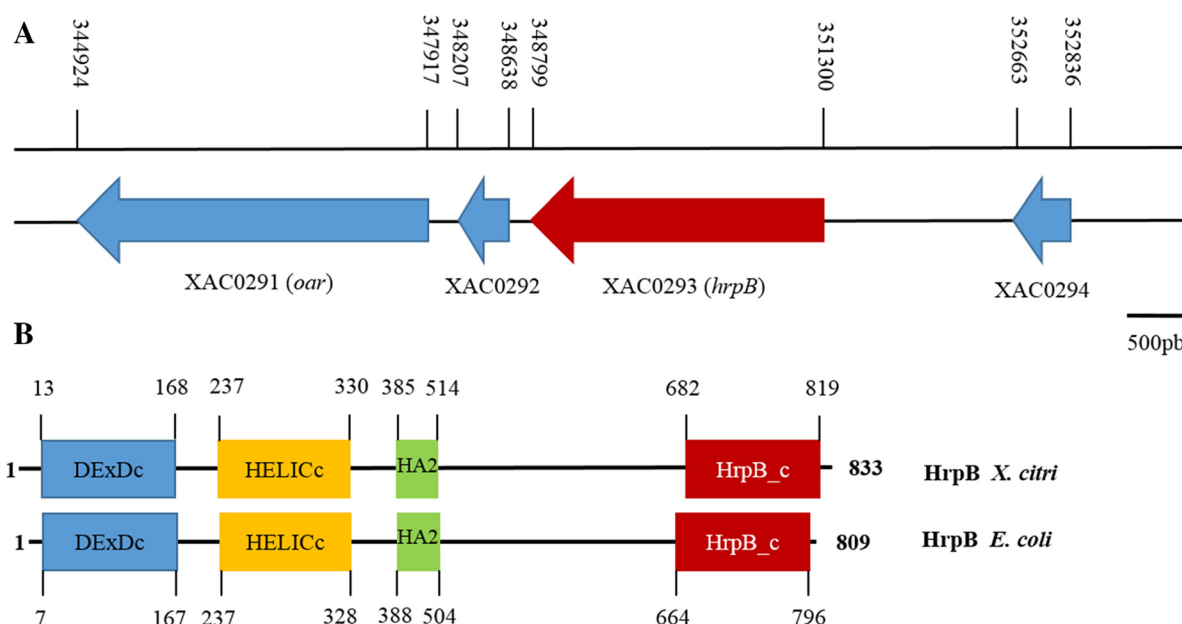 A
344924
347917
348207
348638
348799
351300
352663
352836
XAC0291 (oar)
XAC0292
XAC0293 (hrpB)
XAC0294
500pb
B
13 168 237 330 385 514 682 819
1 DExDc HELICc HA2 HrpB_c 833 HrpB X. citri
1 DExDc HELICc HA2 HrpB_c 809 HrpB E. coli
7 167 237 328 388 504 664 796